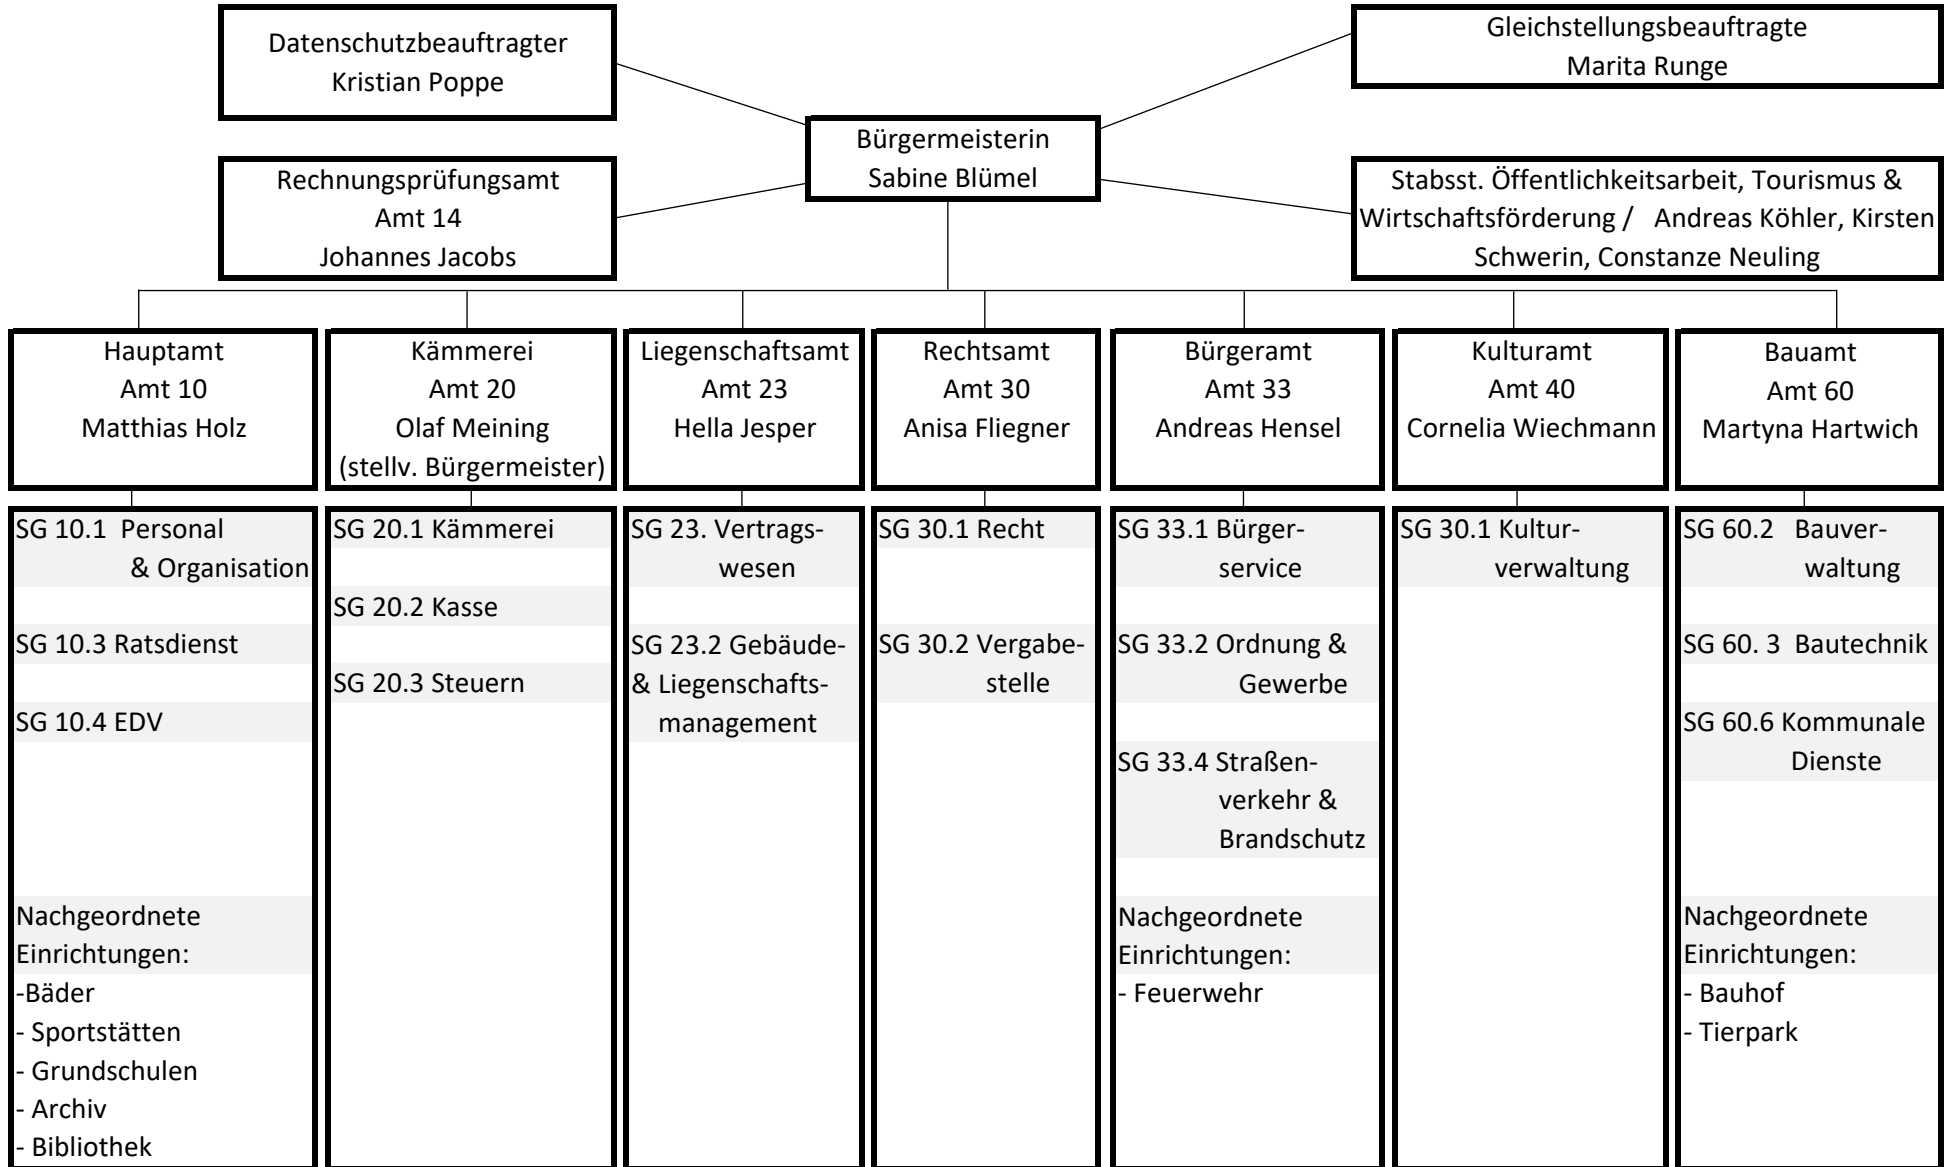 Datenschutzbeauftragter
Kristian Poppe
Gleichstellungsbeauftragte
Marita Runge
Bürgermeisterin
Sabine Blümel
Rechnungsprüfungsamt
Amt 14
Johannes Jacobs
Stabsst. Öffentlichkeitsarbeit, Tourismus &
Wirtschaftsförderung / Andreas Köhler, Kirsten
Schwerin, Constanze Neuling
Hauptamt
Amt 10
Matthias Holz
Kämmerei
Amt 20
Olaf Meining
(stellv. Bürgermeister)
Liegenschaftsamt
Amt 23
Hella Jesper
Rechtsamt
Amt 30
Anisa Fliegner
Bürgeramt
Amt 33
Andreas Hensel
Kulturamt
Amt 40
Cornelia Wiechmann
Bauamt
Amt 60
Martyna Hartwich
SG 10.1 Personal
& Organisation
SG 10.3 Ratsdienst
SG 10.4 EDV
Nachgeordnete
Einrichtungen:
-Bäder
- Sportstätten
- Grundschulen
- Archiv
- Bibliothek
SG 20.1 Kämmerei
SG 20.2 Kasse
SG 20.3 Steuern
SG 23. Vertrags-
wesen
SG 23.2 Gebäude-
& Liegenschafts-
management
SG 30.1 Recht
SG 30.2 Vergabe-
stelle
SG 33.1 Bürger-
service
SG 33.2 Ordnung &
Gewerbe
SG 33.4 Straßen-
verkehr &
Brandschutz
Nachgeordnete
Einrichtungen:
- Feuerwehr
SG 30.1 Kultur-
verwaltung
SG 60.2 Bauver-
waltung
SG 60. 3 Bautechnik
SG 60.6 Kommunale
Dienste
Nachgeordnete
Einrichtungen:
- Bauhof
- Tierpark